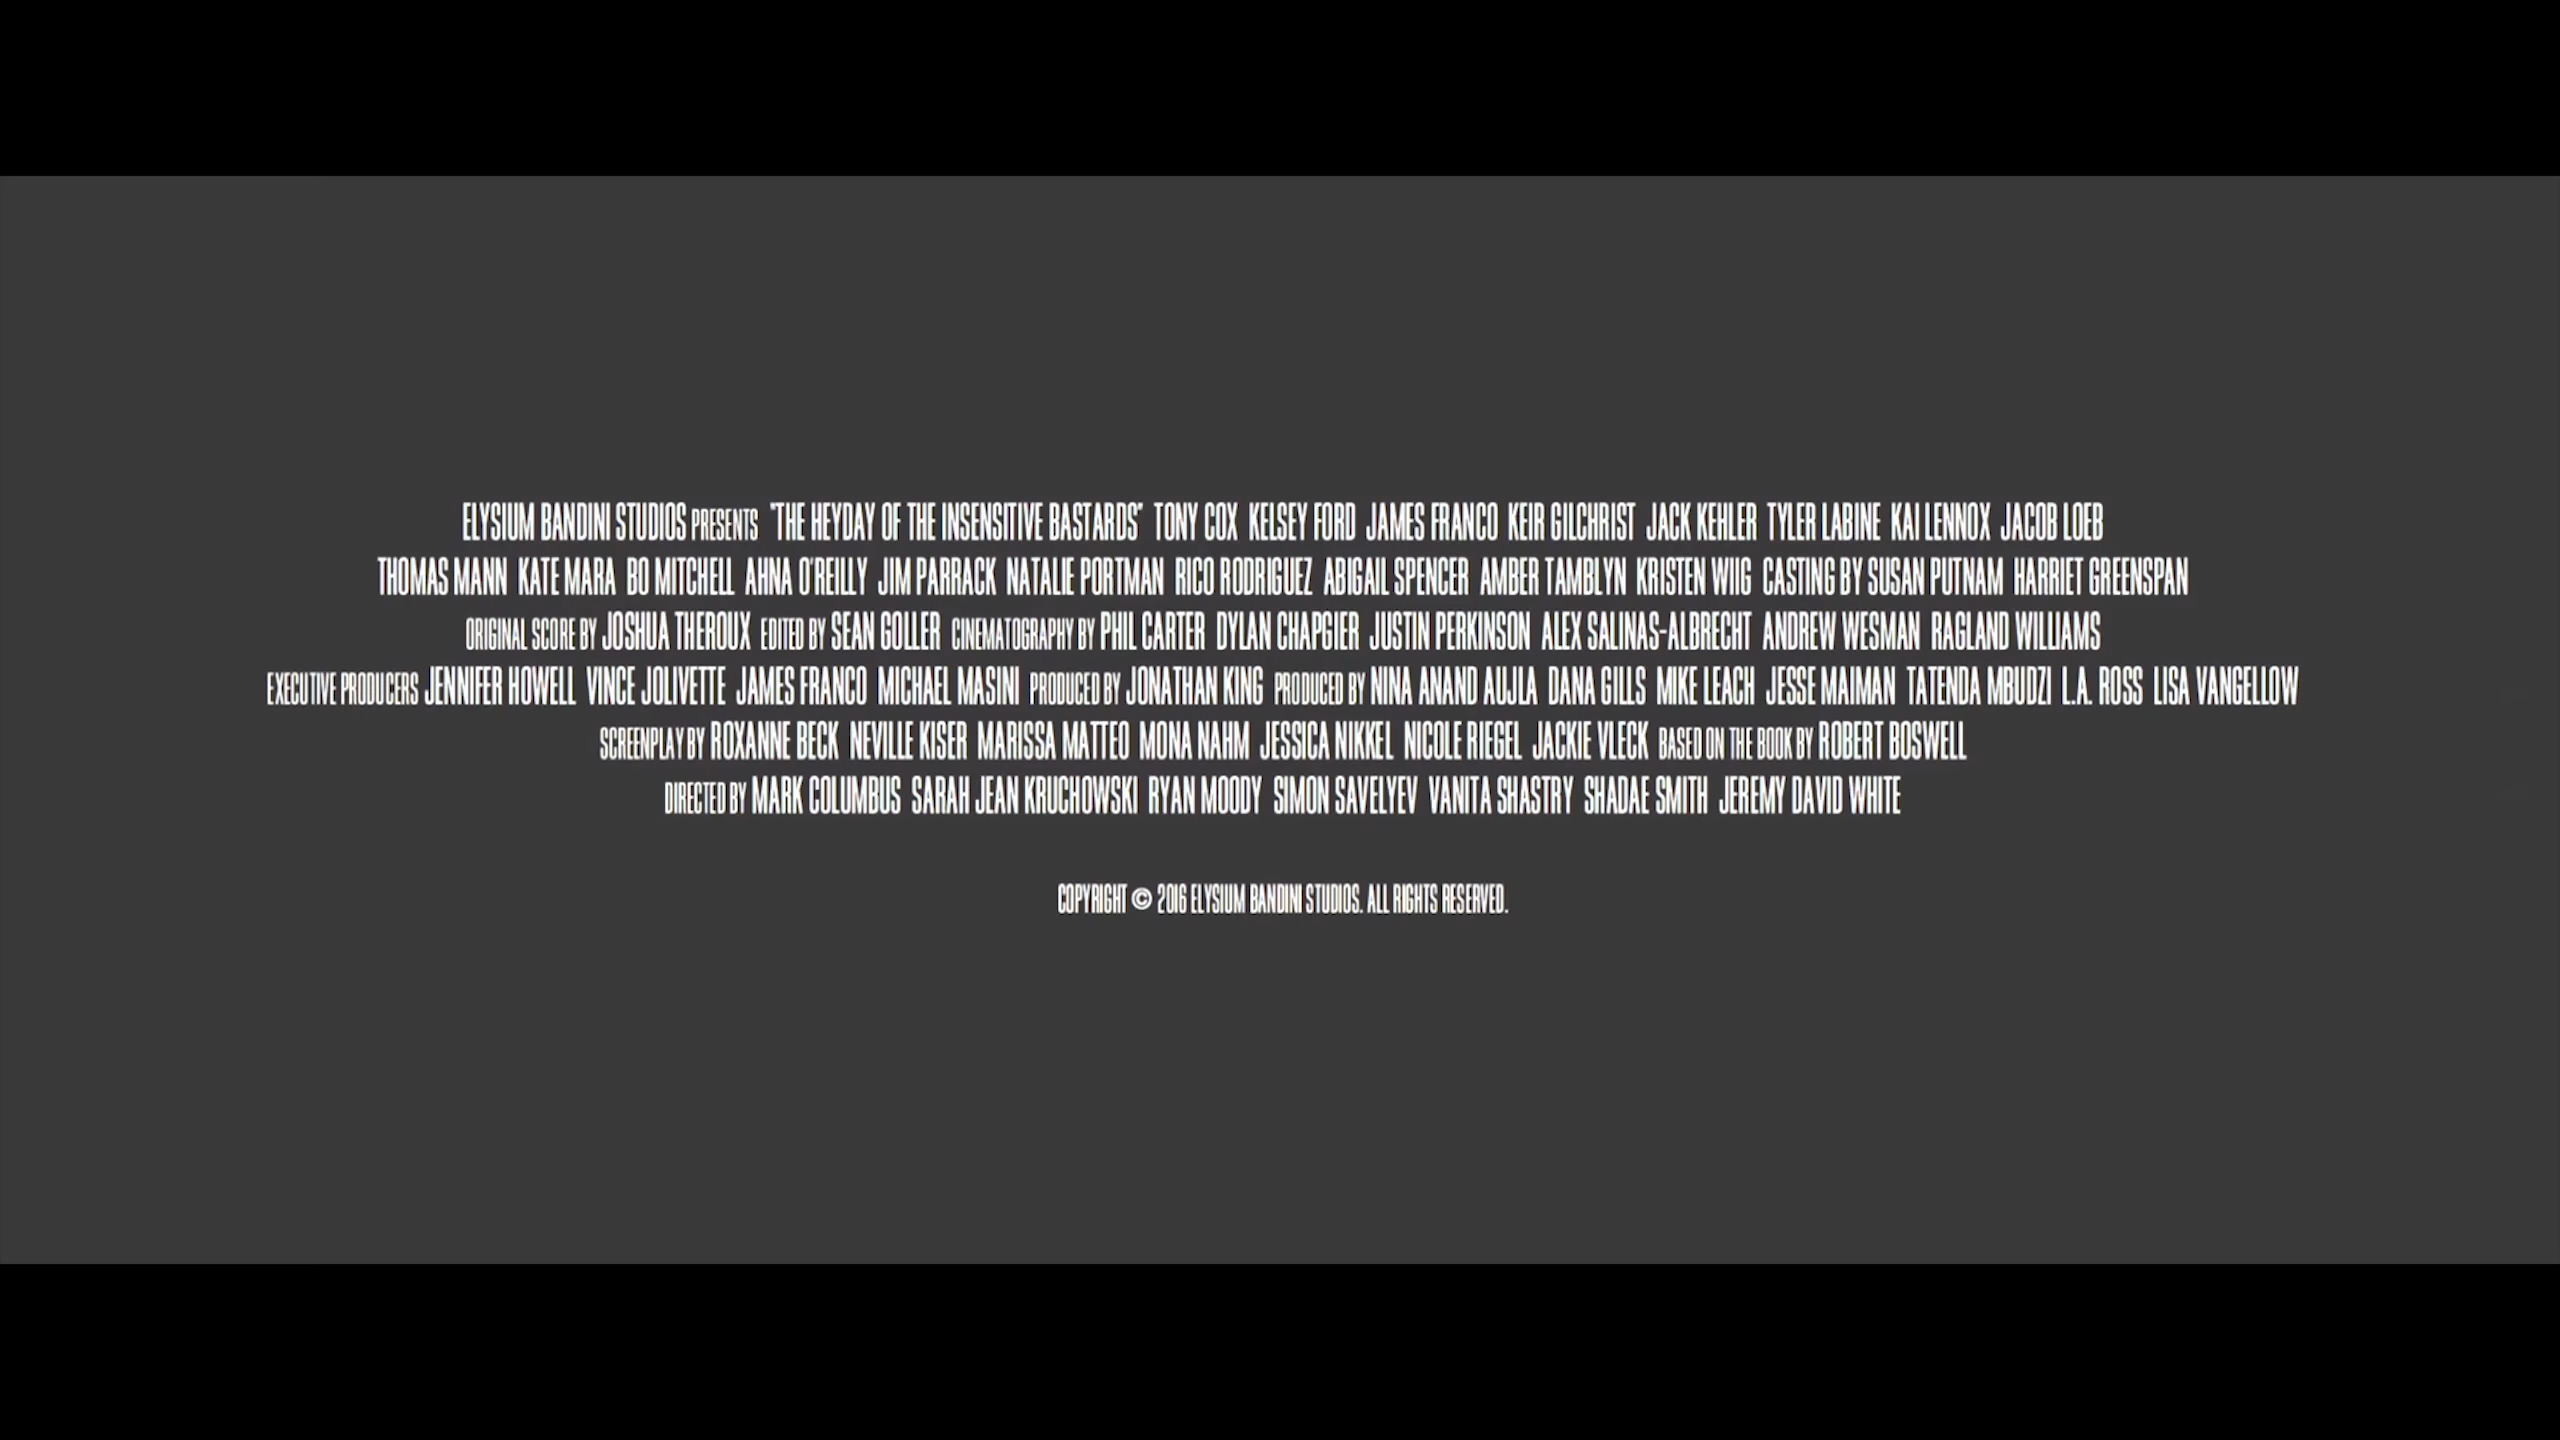 ELYSIUM BANDINI STUDIOS PRESENTS "THE HEYDAY OF THE INSENSITIVE BASTARDS" TONY COX KELSEY FORD JAMES FRANCO KEIR GILCHRIST JACK KEHLER TYLER LABINE KAI LENNOX JACOB LOEB
THOMAS MANN KATE MARA BO MITCHELL AHNA O'REILLY JIM PARRACK NATALIE PORTMAN RICO RODRIGUEZ ABIGAIL SPENCER AMBER TAMBLYN KRISTEN WIIG CASTING BY SUSAN PUTNAM HARRIET GREENSPAN
ORIGINAL SCORE BY JOSHUA THEROUX EDITED BY SEAN GOLLER CINEMATOGRAPHY BY PHIL CARTER DYLAN CHAPGIER JUSTIN PERKINSON ALEX SALINAS-ALBRECHT ANDREW WESMAN RAGLAND WILLIAMS
EXECUTIVE PRODUCERS JENNIFER HOWELL VINCE JOLIVETTE JAMES FRANCO MICHAEL MASINI PRODUCED BY JONATHAN KING PRODUCED BY NINA ANAND AUJLA DANA GILLS MIKE LEACH JESSE MAIMAN TATENDA MBUDZI L.A. ROSS LISA VANGELLOW
SCREENPLAY BY ROXANNE BECK NEVILLE KISER MARISSA MATTEO MONA NAHM JESSICA NIKKEL NICOLE RIEGEL JACKIE VLECK BASED ON THE BOOK BY ROBERT BOSWELL
DIRECTED BY MARK COLUMBUS SARAH JEAN KRUCHOWSKI RYAN MOODY SIMON SAVELYEV VANITA SHASTRY SHADAE SMITH JEREMY DAVID WHITE
COPYRIGHT © 2016 ELYSIUM BANDINI STUDIOS. ALL RIGHTS RESERVED.